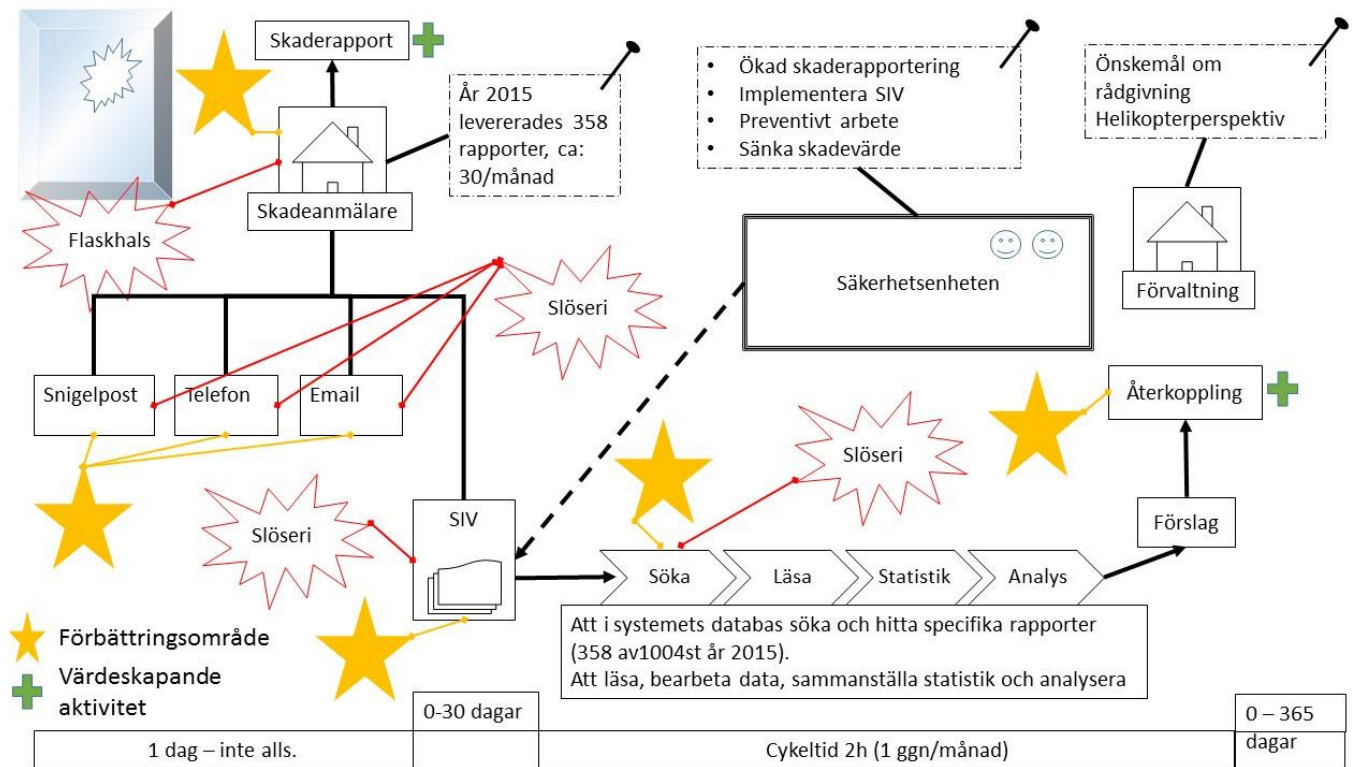 Skaderapport
År 2015
levererades 358
rapporter, ca:
30/månad
• Ökad skaderapportering
• Implementera SIV
• Preventivt arbete
• Sänka skadevärde
Önskemål om
rådgivning
Helikopterperspektiv
Skadeanmälare
Flaskhals
Slöseri
Säkerhetsenheten
Förvaltning
Snigelpost
Telefon
Email
Återkoppling
Slöseri
Slöseri
SIV
Förslag
Söka
Läsa
Statistik
Analys
Att i systemets databas söka och hitta specifika rapporter
(358 av1004st år 2015).
Att läsa, bearbeta data, sammanställa statistik och analysera
Förbättringsområde
Värdeskapande
aktivitet
0-30 dagar
0 – 365
dagar
1 dag – inte alls.
Cykeltid 2h (1 ggn/månad)